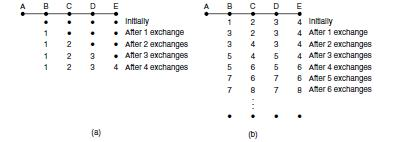 A B C D E
• • • • Initially
1 • • • After 1 exchange
1 2 • • After 2 exchanges
1 2 3 • After 3 exchanges
1 2 3 4 After 4 exchanges
(a)
A B C D E
1 2 3 4 Initially
3 2 3 4 After 1 exchange
3 4 3 4 After 2 exchanges
5 4 5 4 After 3 exchanges
5 6 5 6 After 4 exchanges
7 6 7 6 After 5 exchanges
7 8 7 8 After 6 exchanges
⋮
• • • •
(b)